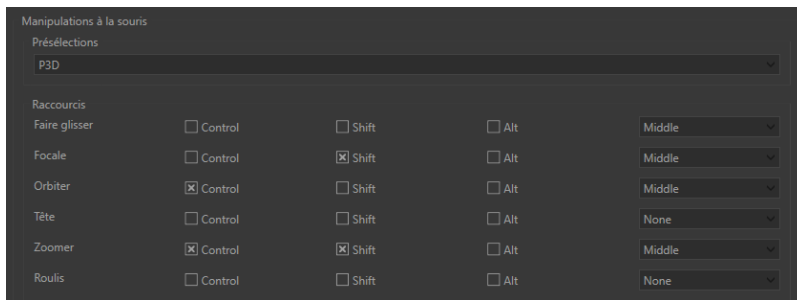 Manipulations à la souris
Présélections
P3D
Raccourcis
Faire glisser Control Shift Alt Middle
Focale Control Shift Alt Middle
Orbiter Control Shift Alt Middle
Tête Control Shift Alt None
Zoomer Control Shift Alt Middle
Roulis Control Shift Alt None